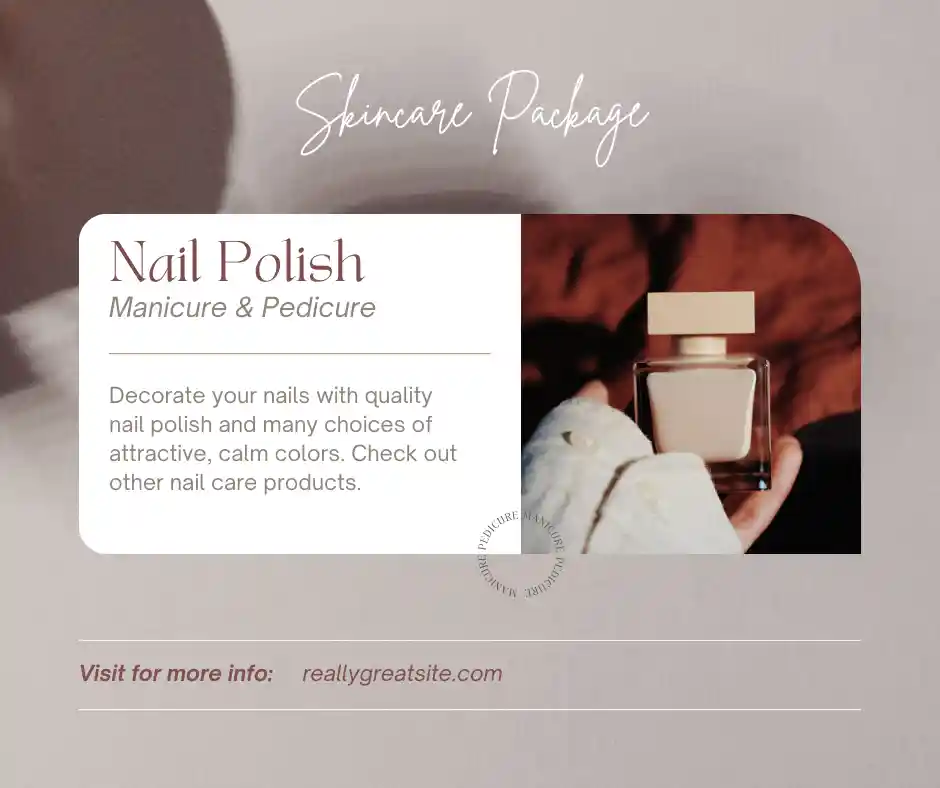 Skincare Package
Nail Polish
Manicure & Pedicure
Decorate your nails with quality
nail polish and many choices of
attractive, calm colors. Check out
other nail care products.
MANICURE PEDICURE MANICURE PEDICURE
Visit for more info: reallygreatsite.com